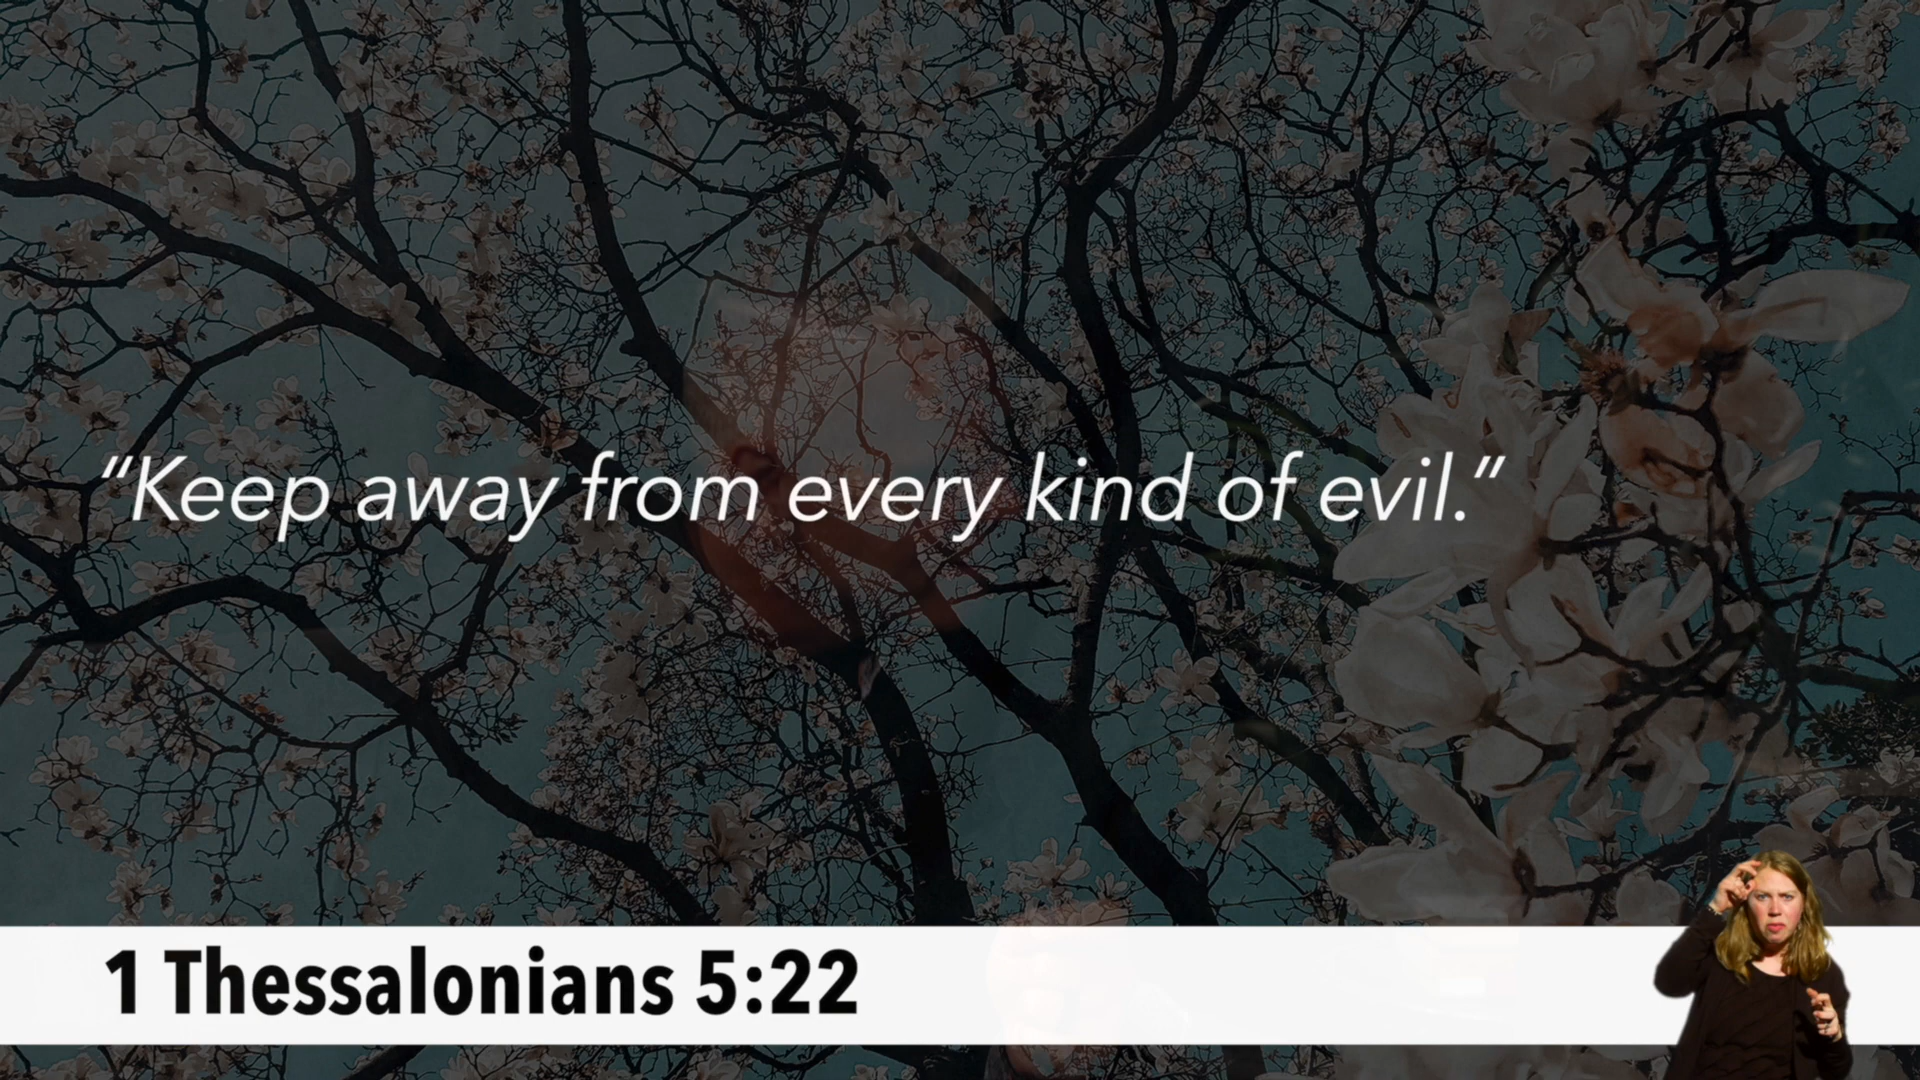 “Keep away from every kind of evil.”
1 Thessalonians 5:22